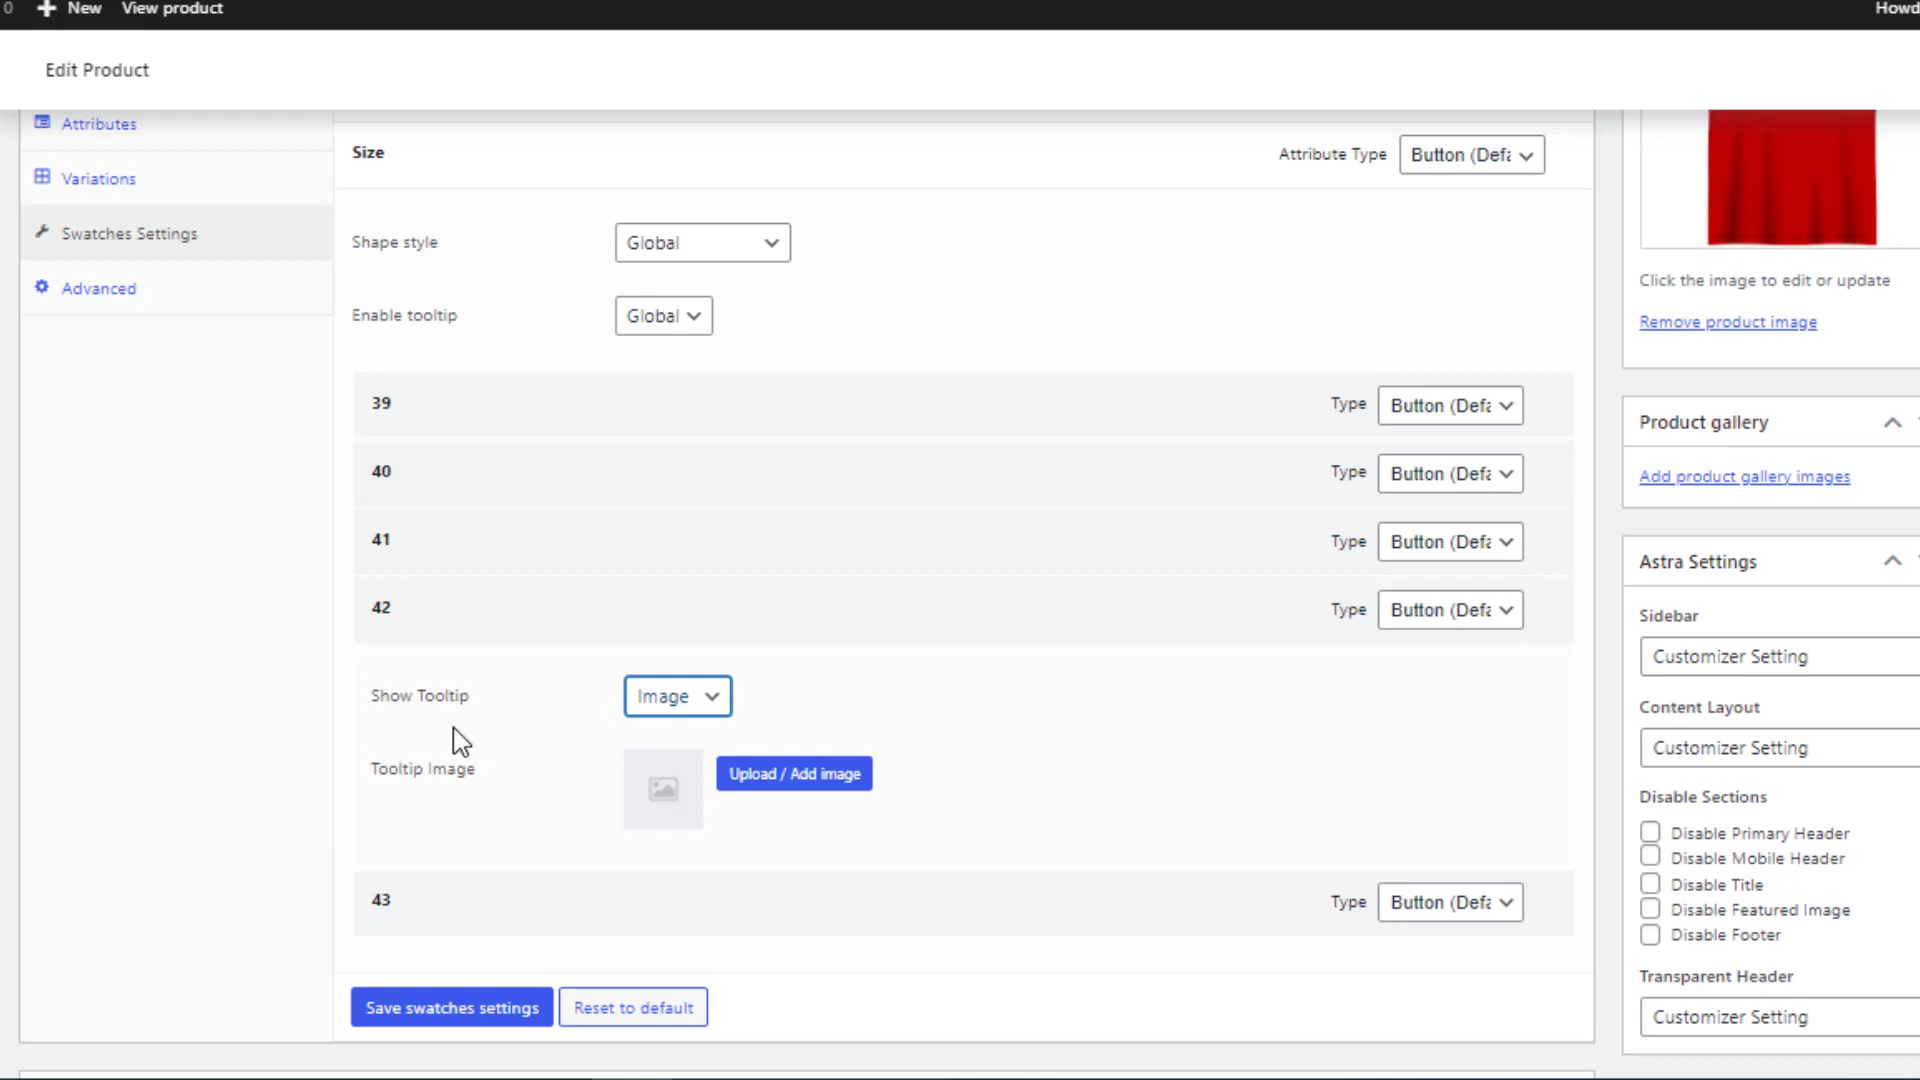 0 New View product Howd
Edit Product
Attributes
Variations
Swatches Settings
Advanced
Size Attribute Type Button (Defa
Shape style Global
Enable tooltip Global
39 Type Button (Defa
40 Type Button (Defa
41 Type Button (Defa
42 Type Button (Defa
Show Tooltip Image
Tooltip Image Upload / Add image
43 Type Button (Defa
Save swatches settings Reset to default
Click the image to edit or update
Remove product image
Product gallery
Add product gallery images
Astra Settings
Sidebar
Customizer Setting
Content Layout
Customizer Setting
Disable Sections
Disable Primary Header
Disable Mobile Header
Disable Title
Disable Featured Image
Disable Footer
Transparent Header
Customizer Setting